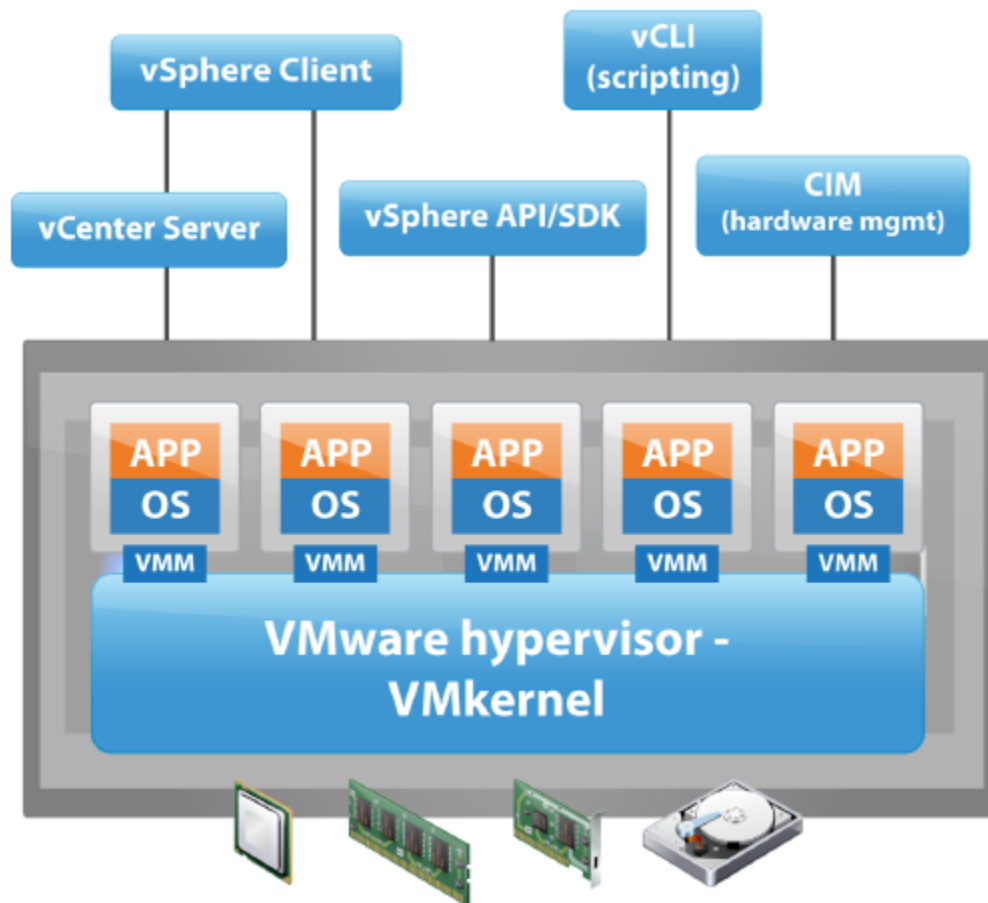 vSphere Client
vCLI
(scripting)
vCenter Server
vSphere API/SDK
CIM
(hardware mgmt)
APP
OS
VMM
APP
OS
VMM
APP
OS
VMM
APP
OS
VMM
APP
OS
VMM
VMware hypervisor -
VMkernel